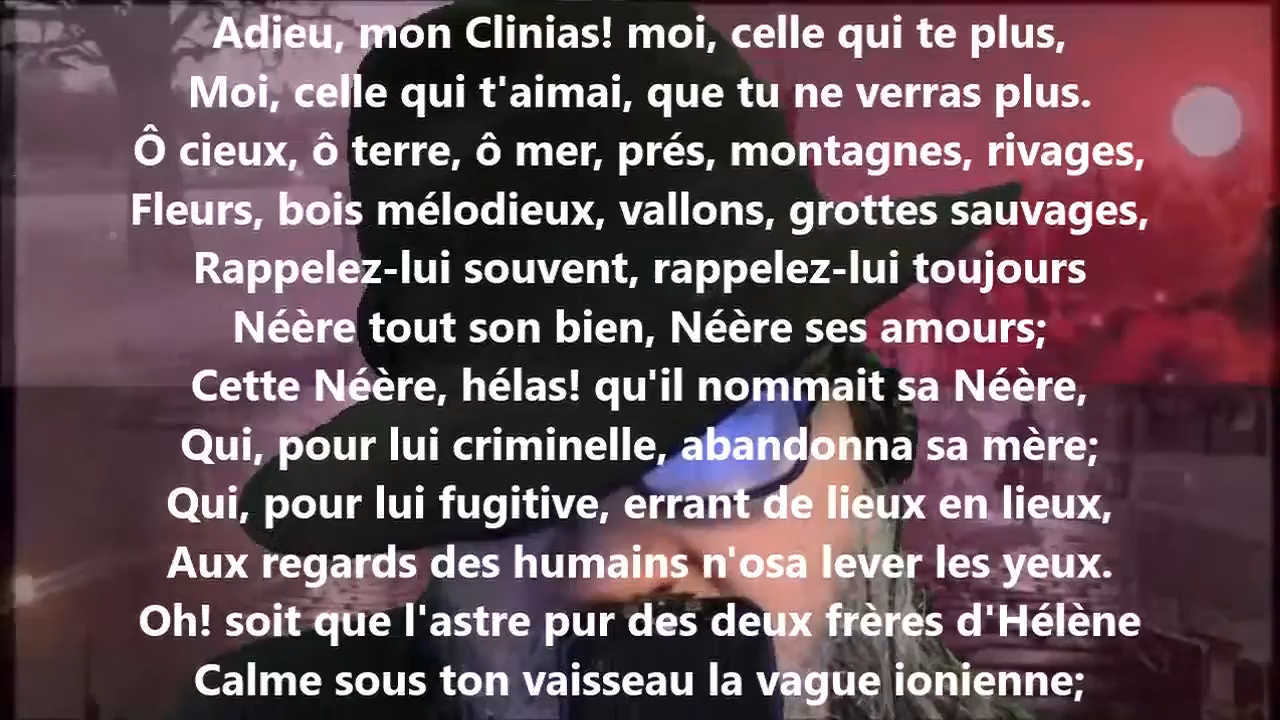 Adieu, mon Clinias! moi, celle qui te plus,
Moi, celle qui t'aimai, que tu ne verras plus.
Ô cieux, ô terre, ô mer, prés, montagnes, rivages,
Fleurs, bois mélodieux, vallons, grottes sauvages,
Rappelez-lui souvent, rappelez-lui toujours
Néère tout son bien, Néère ses amours;
Cette Néère, hélas! qu'il nommait sa Néère,
Qui, pour lui criminelle, abandonna sa mère;
Qui, pour lui fugitive, errant de lieux en lieux,
Aux regards des humains n'osa lever les yeux.
Oh! soit que l'astre pur des deux frères d'Hélène
Calme sous ton vaisseau la vague ionienne;